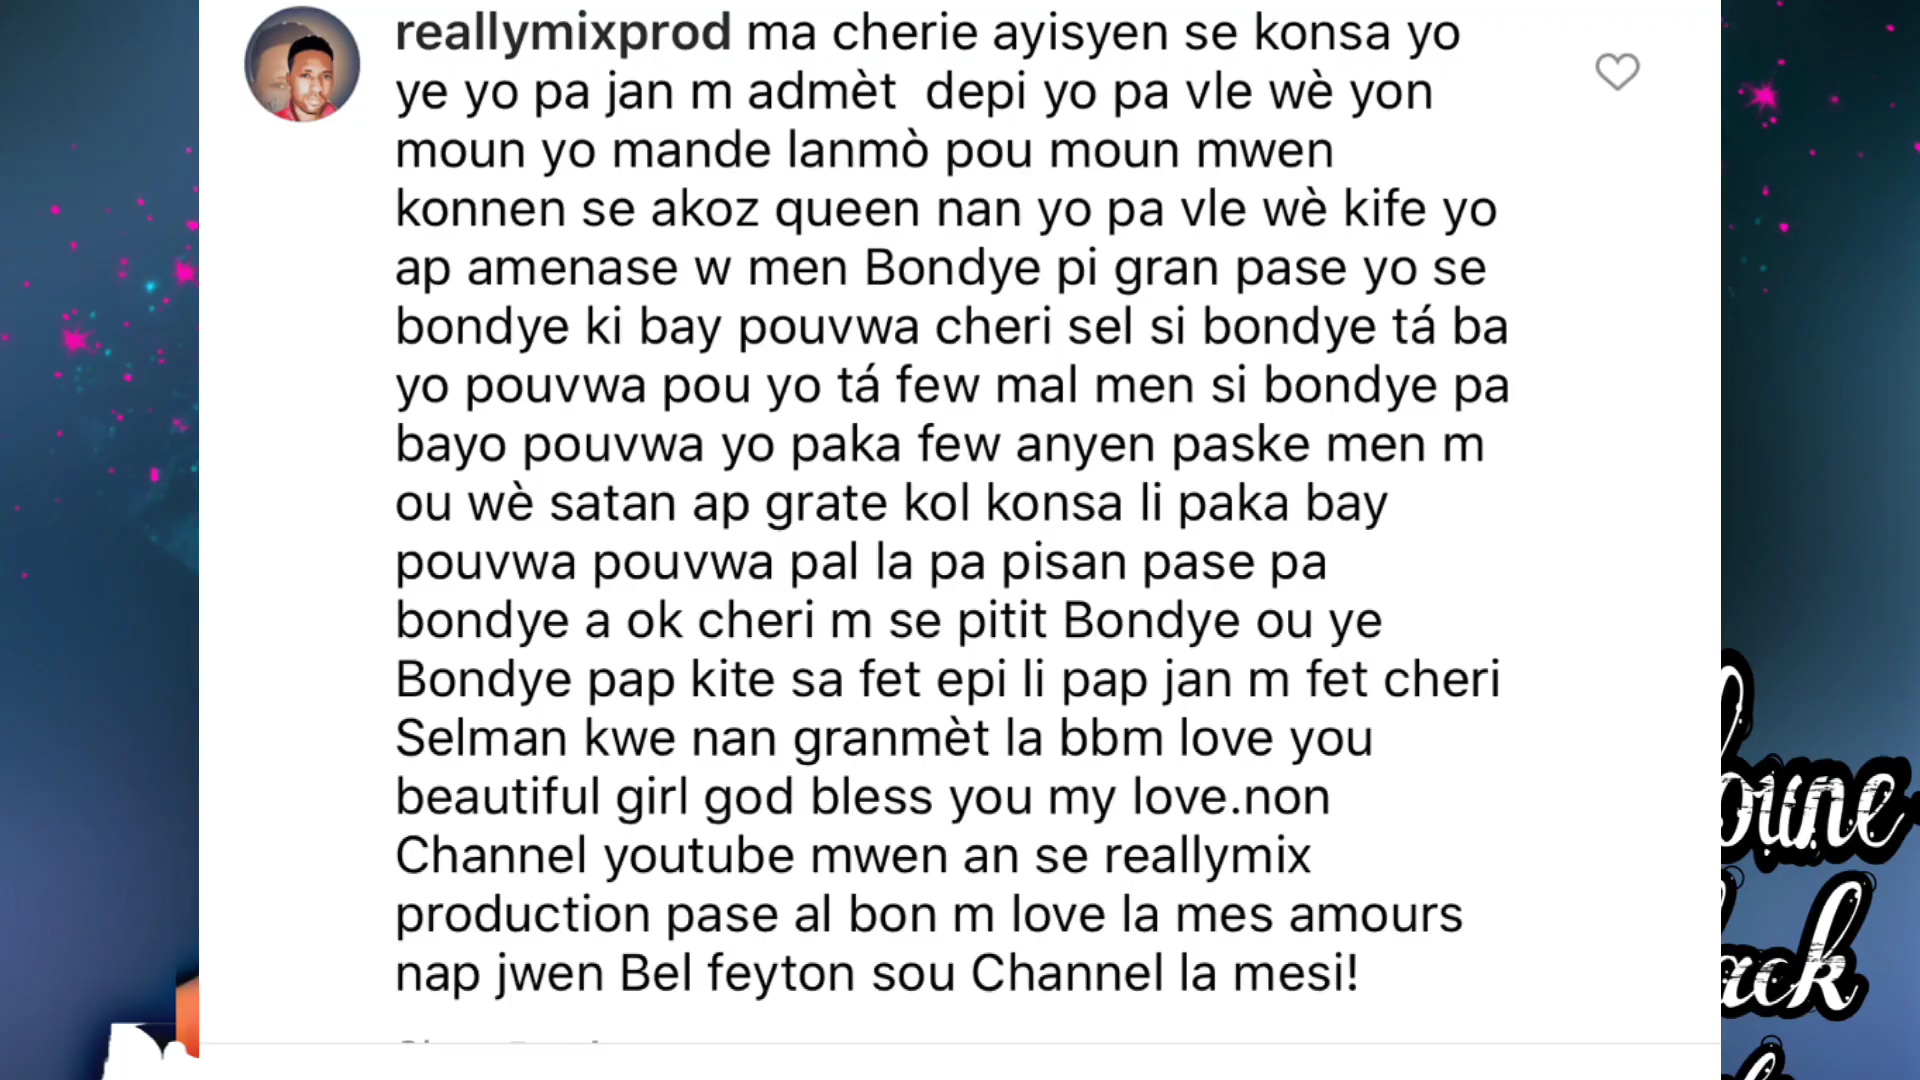 reallymixprod ma cherie ayisyen se konsa yo
ye yo pa jan m admèt  depi yo pa vle wè yon
moun yo mande lanmò pou moun mwen
konnen se akoz queen nan yo pa vle wè kife yo
ap amenase w men Bondye pi gran pase yo se
bondye ki bay pouvwa cheri sel si bondye tá ba
yo pouvwa pou yo tá few mal men si bondye pa
bayo pouvwa yo paka few anyen paske men m
ou wè satan ap grate kol konsa li paka bay
pouvwa pouvwa pal la pa pisan pase pa
bondye a ok cheri m se pitit Bondye ou ye
Bondye pap kite sa fet epi li pap jan m fet cheri
Selman kwe nan granmèt la bbm love you
beautiful girl god bless you my love.non
Channel youtube mwen an se reallymix
production pase al bon m love la mes amours
nap jwen Bel feyton sou Channel la mesi!